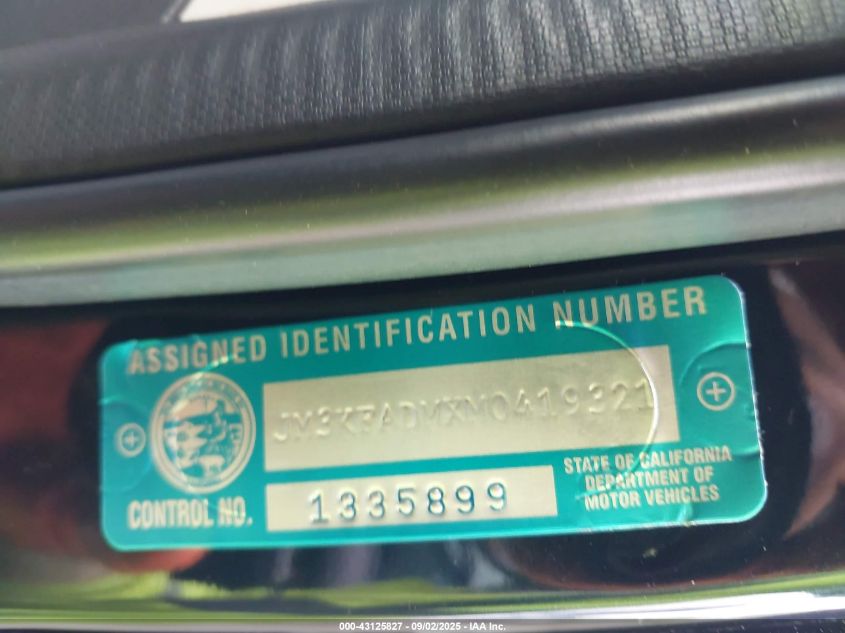 ASSIGNED IDENTIFICATION NUMBER
JM3KFADMXM0419321
CONTROL NO.
1335899
STATE OF CALIFORNIA
DEPARTMENT OF
MOTOR VEHICLES
000-43125827 - 09/02/2025 - IAA Inc.